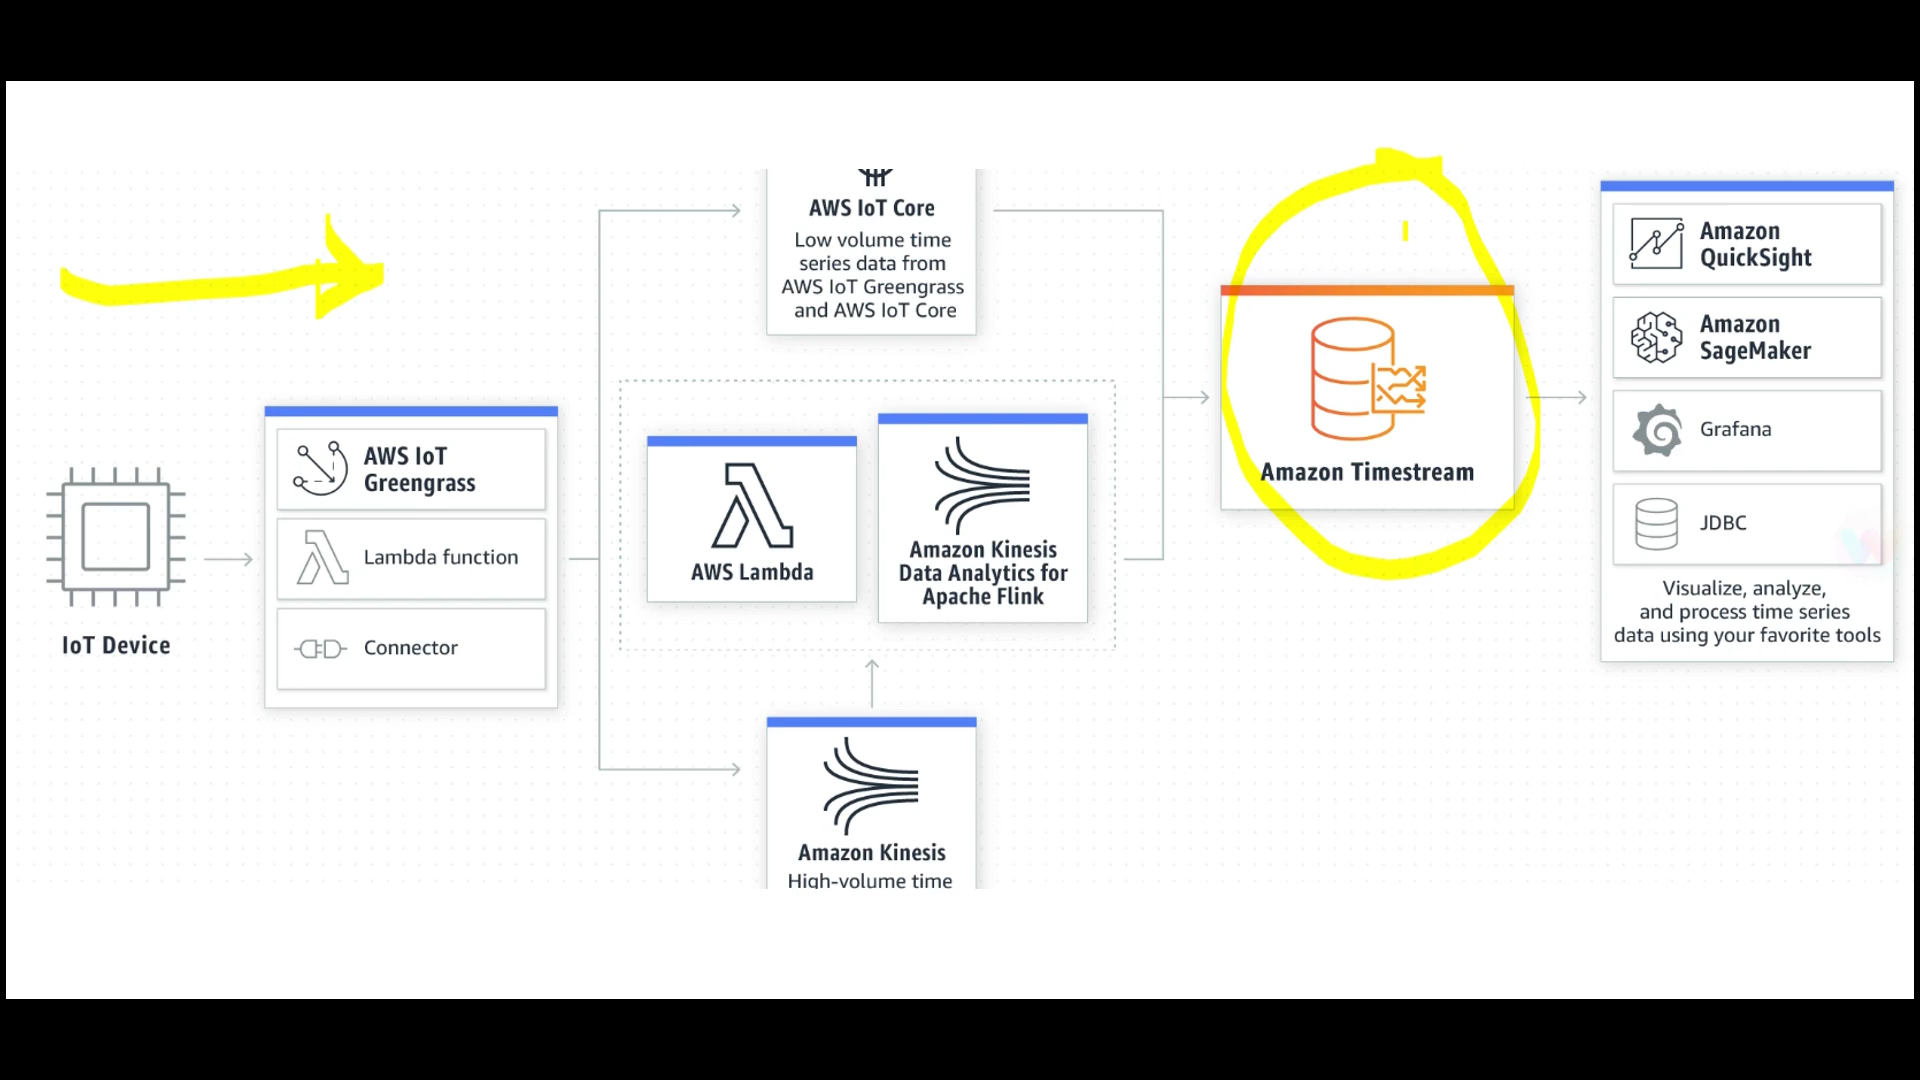 IoT Device
AWS IoT
Greengrass
Lambda function
Connector
AWS IoT Core
Low volume time
series data from
AWS IoT Greengrass
and AWS IoT Core
AWS Lambda
Amazon Kinesis
Data Analytics for
Apache Flink
Amazon Kinesis
High-volume time
Amazon Timestream
Amazon
QuickSight
Amazon
SageMaker
Grafana
JDBC
Visualize, analyze,
and process time series
data using your favorite tools